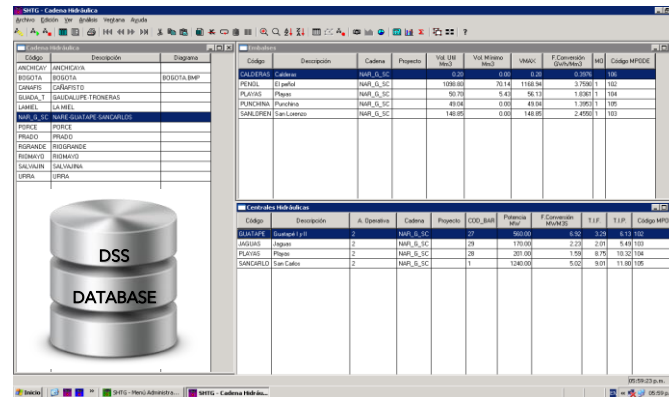 SHTG - Cadena Hidráulica
Archivo Edición Ver Análisis Ventana Ayuda
Cadena Hidráulica
Código Descripción Diagrama
ANCHICAY ANCHICAYA
BOGOTA BOGOTA BOGOTA.BMP
CANAFIS CAÑAFISTO
GUADA_T GAUDALUPE-TRONERAS
LAMIEL LA MIEL
NAR_G_SC NARE-GUATAPE-SANCARLOS
PORCE PORCE
PRADO PRADO
RGRANDE RIOGRANDE
RIOMAYO RIOMAYO
SALVAJIN SALVAJINA
URRA URRA
DSS
DATABASE
Embalses
Código Descripción Cadena Proyecto Vol. Util Mm3 Vol. Mínimo Mm3 VMAX F.Conversión GWh/Mm3 MO Código MPODE
CALDERAS Calderas NAR_G_SC 0.20 0.00 0.20 0.3976 106
PENOL El peñol NAR_G_SC 1098.80 70.14 1168.94 3.7590 1 102
PLAYAS Playas NAR_G_SC 50.70 5.43 56.13 1.8361 1 104
PUNCHINA Punchina NAR_G_SC 49.04 0.00 49.04 1.3953 1 105
SANLOREN San Lorenzo NAR_G_SC 148.85 0.00 148.85 2.4550 1 103
Centrales Hidráulicas
Código Descripción A. Operativa Cadena Proyecto COD_BAR Potencia MW F.Conversión MW/M3S T.I.F. T.I.P. Código MPO
GUATAPE Guatapé I y II 2 NAR_G_SC 27 560.00 6.92 3.29 6.13 102
JAGUAS Jaguas 2 NAR_G_SC 29 170.00 2.23 2.01 5.49 103
PLAYAS Playas 2 NAR_G_SC 28 201.00 1.59 8.75 10.32 104
SANCARLO San Carlos 2 NAR_G_SC 1 1240.00 5.02 9.01 11.80 105
05:59:23 p.m.
Inicio SHTG - Menú Administra... SHTG - Cadena Hidráu... 05:59 p